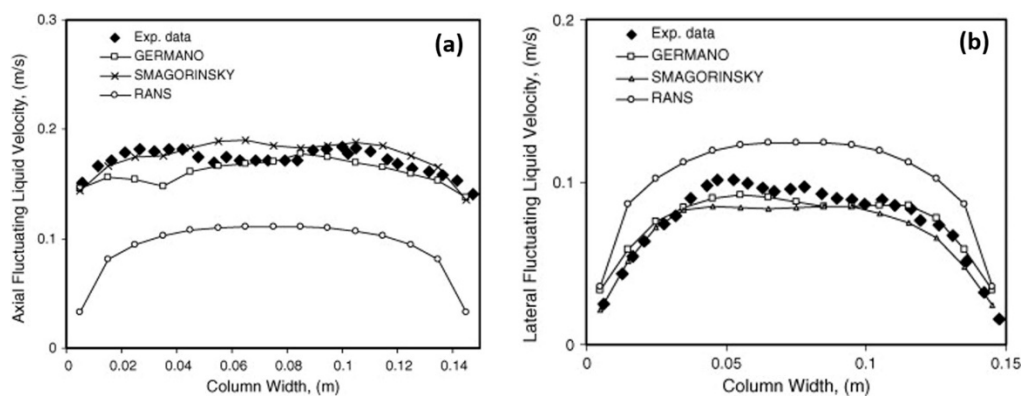 0.3
0.2
0.1
0
Axial Fluctuating Liquid Velocity, (m/s)
Exp. data
GERMANO
SMAGORINSKY
RANS
(a)
0 0.02 0.04 0.06 0.08 0.10 0.12 0.14
Column Width, (m)
0.2
0.1
0
Lateral Fluctuating Liquid Velocity, (m/s)
Exp. data
GERMANO
SMAGORINSKY
RANS
(b)
0 0.05 0.1 0.15
Column Width, (m)